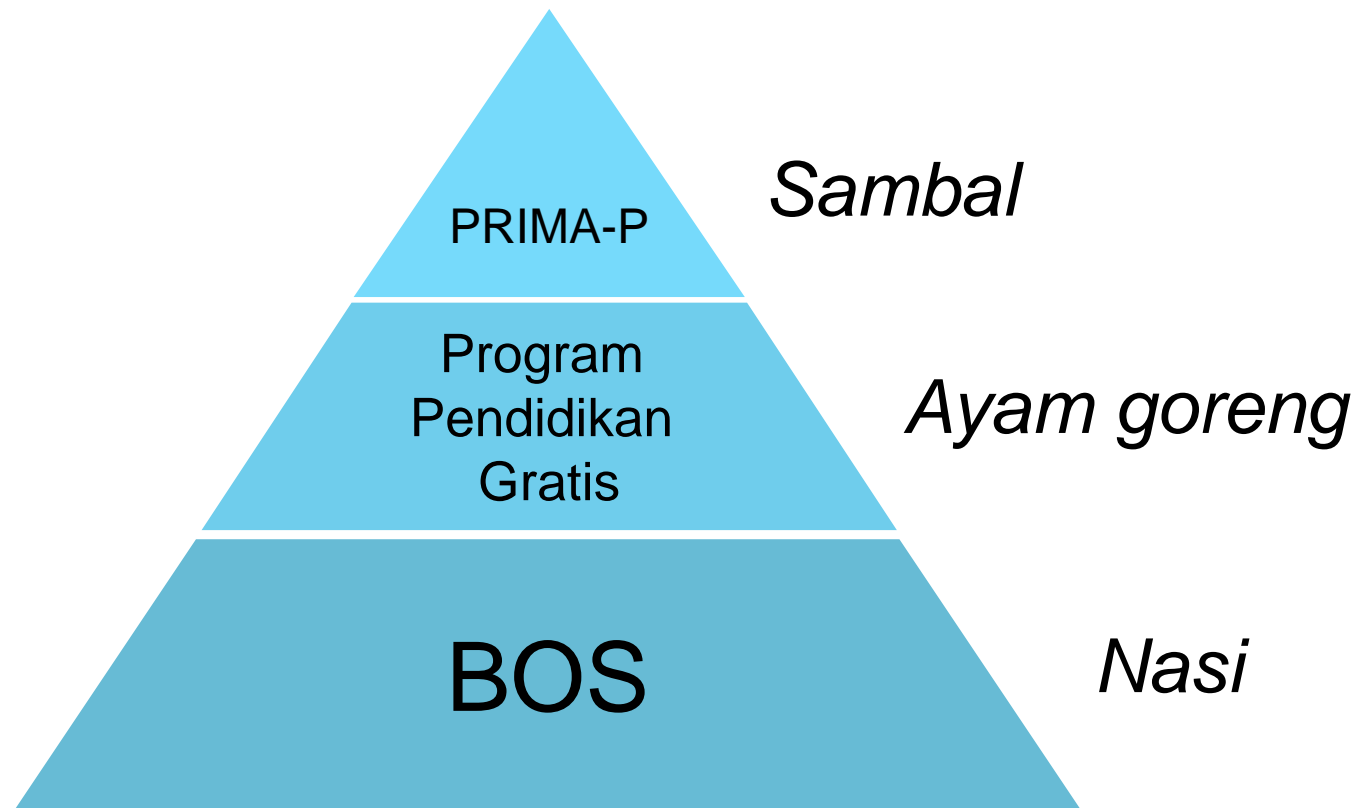 Sambal
PRIMA-P
Program
Pendidikan
Gratis
Ayam goreng
BOS
Nasi